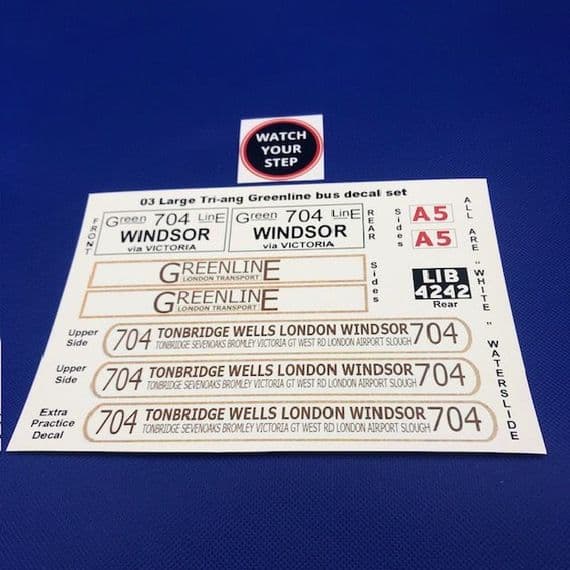 WATCH
YOUR
STEP
03 Large Tri-ang Greenline bus decal set
FRONT
GReen 704 LinE
WINDSOR
via VICTORIA
GReen 704 LinE
WINDSOR
via VICTORIA
REAR
Sides
A5
A5
GREENLINE
LONDON TRANSPORT
GREENLINE
LONDON TRANSPORT
Sides
LIB
4242
Rear
ALL ARE "WHITE" WATERSLIDE
Upper
Side
704 TONBRIDGE WELLS LONDON WINDSOR 704
TONBRIDGE SEVENOAKS BROMLEY VICTORIA GT WEST RD LONDON AIRPORT SLOUGH
Upper
Side
704 TONBRIDGE WELLS LONDON WINDSOR 704
TONBRIDGE SEVENOAKS BROMLEY VICTORIA GT WEST RD LONDON AIRPORT SLOUGH
Extra
Practice
Decal
704 TONBRIDGE WELLS LONDON WINDSOR 704
TONBRIDGE SEVENOAKS BROMLEY VICTORIA GT WEST RD LONDON AIRPORT SLOUGH